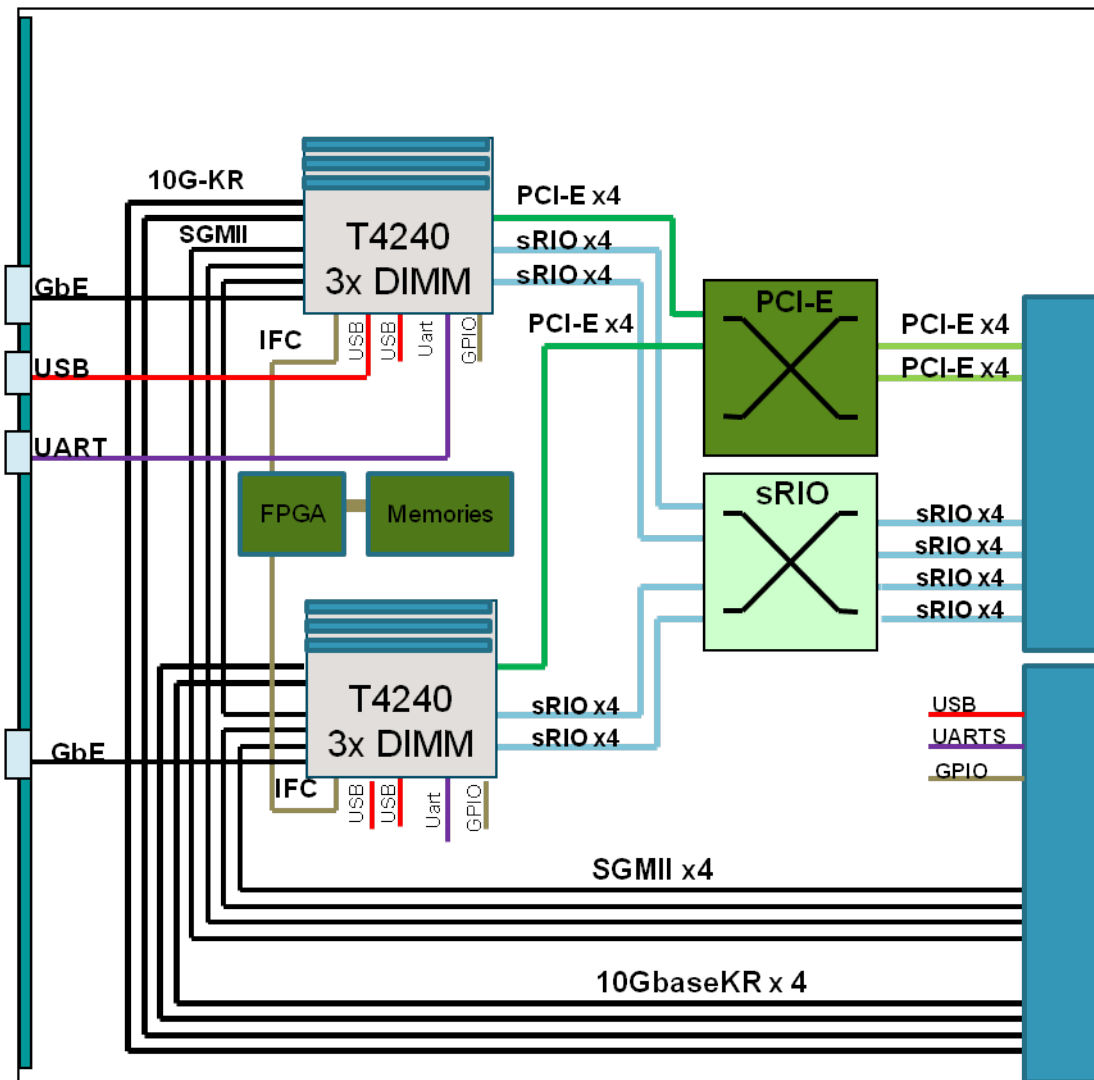 10G-KR
SGMII
GbE
USB
UART
T4240
3x DIMM
IFC
USB
USB
Uart
GPIO
PCI-E x4
sRIO x4
sRIO x4
PCI-E x4
PCI-E
PCI-E x4
PCI-E x4
FPGA
Memories
sRIO
sRIO x4
sRIO x4
sRIO x4
sRIO x4
T4240
3x DIMM
sRIO x4
sRIO x4
GbE
IFC
USB
USB
Uart
GPIO
USB
UARTS
GPIO
SGMII x4
10GbaseKR x 4